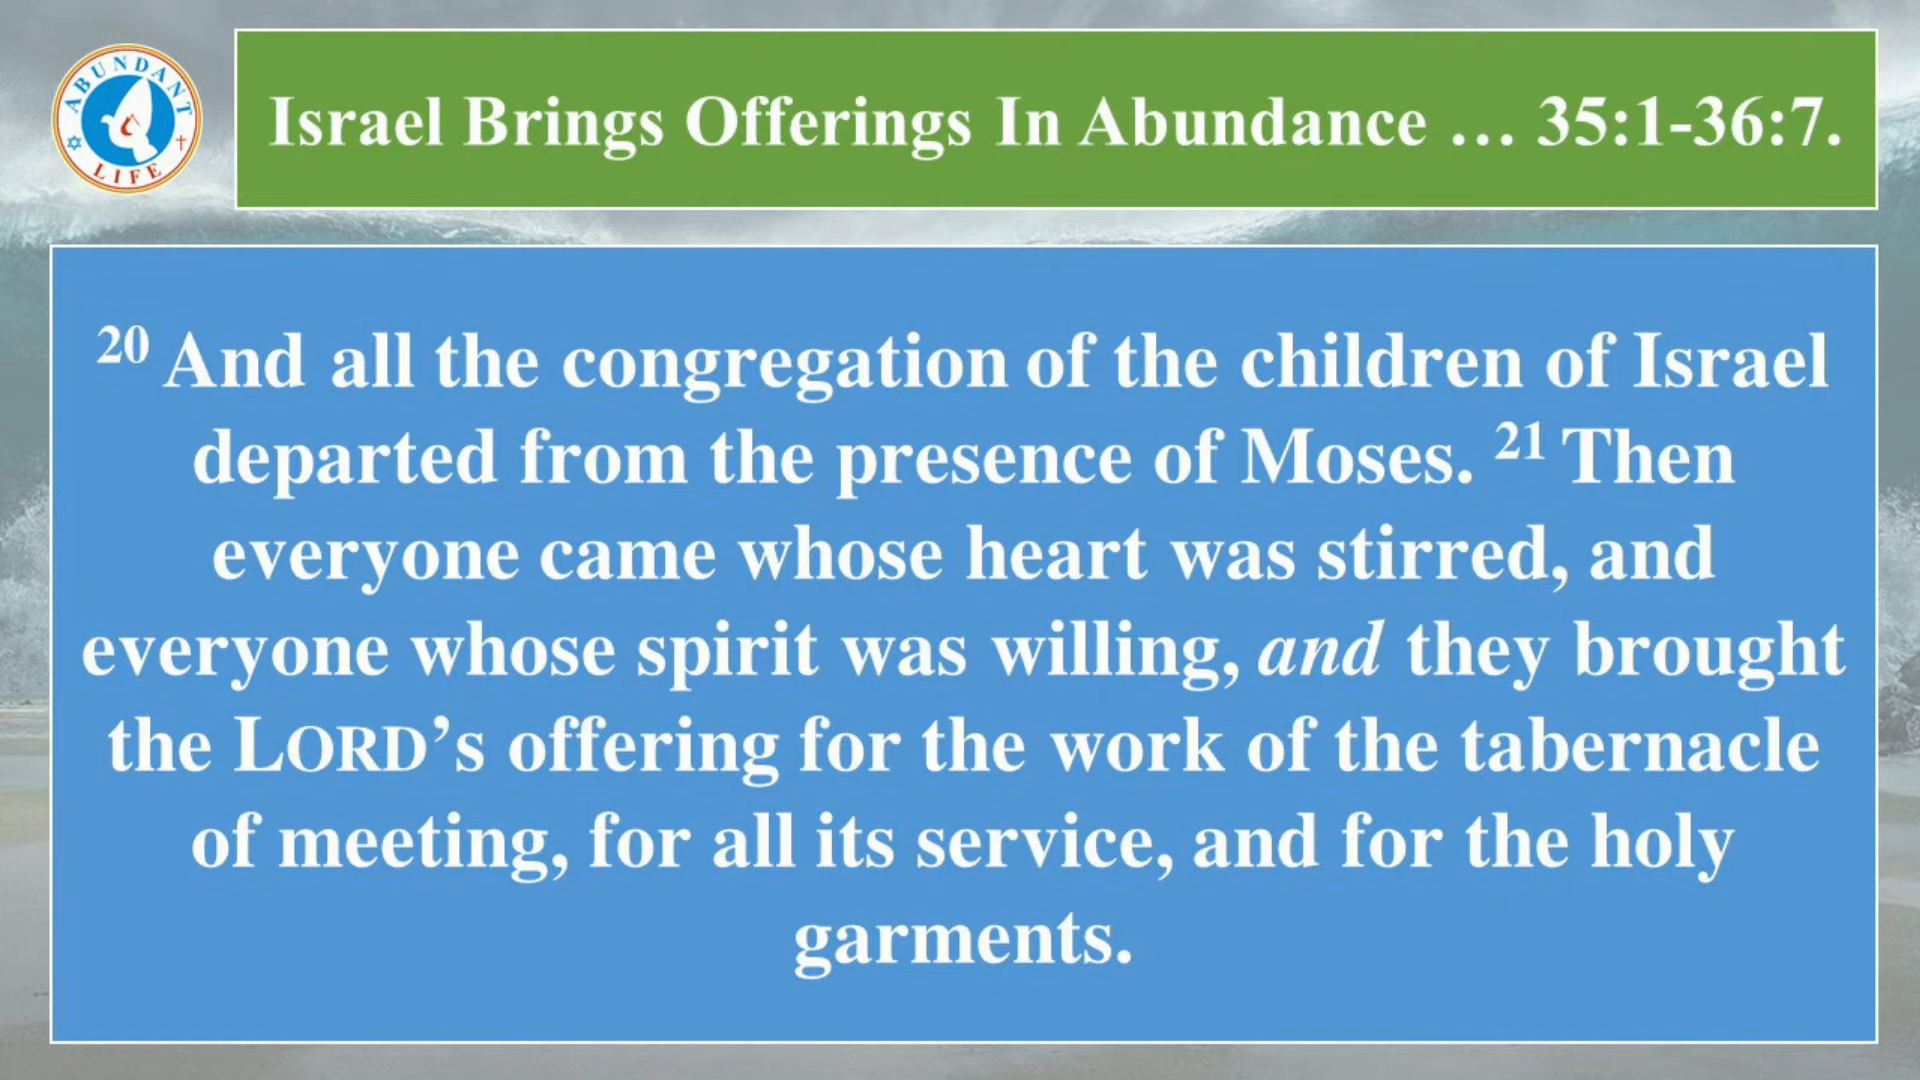 ABUNDANT
LIFE
Israel Brings Offerings In Abundance … 35:1-36:7.
20 And all the congregation of the children of Israel
departed from the presence of Moses. 21 Then
everyone came whose heart was stirred, and
everyone whose spirit was willing, and they brought
the LORD’s offering for the work of the tabernacle
of meeting, for all its service, and for the holy
garments.